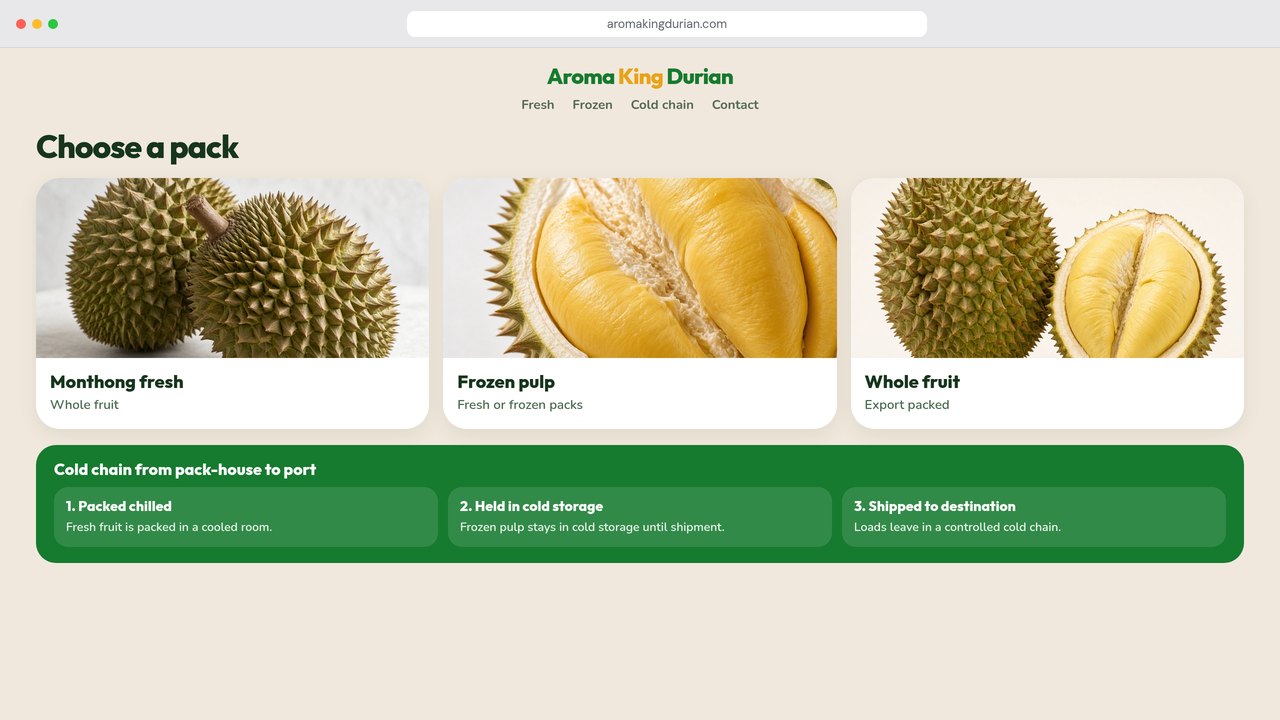 aromakingdurian.com
Aroma King Durian
Fresh Frozen Cold chain Contact
Choose a pack
Monthong fresh
Whole fruit
Frozen pulp
Fresh or frozen packs
Whole fruit
Export packed
Cold chain from pack-house to port
1. Packed chilled
Fresh fruit is packed in a cooled room.
2. Held in cold storage
Frozen pulp stays in cold storage until shipment.
3. Shipped to destination
Loads leave in a controlled cold chain.